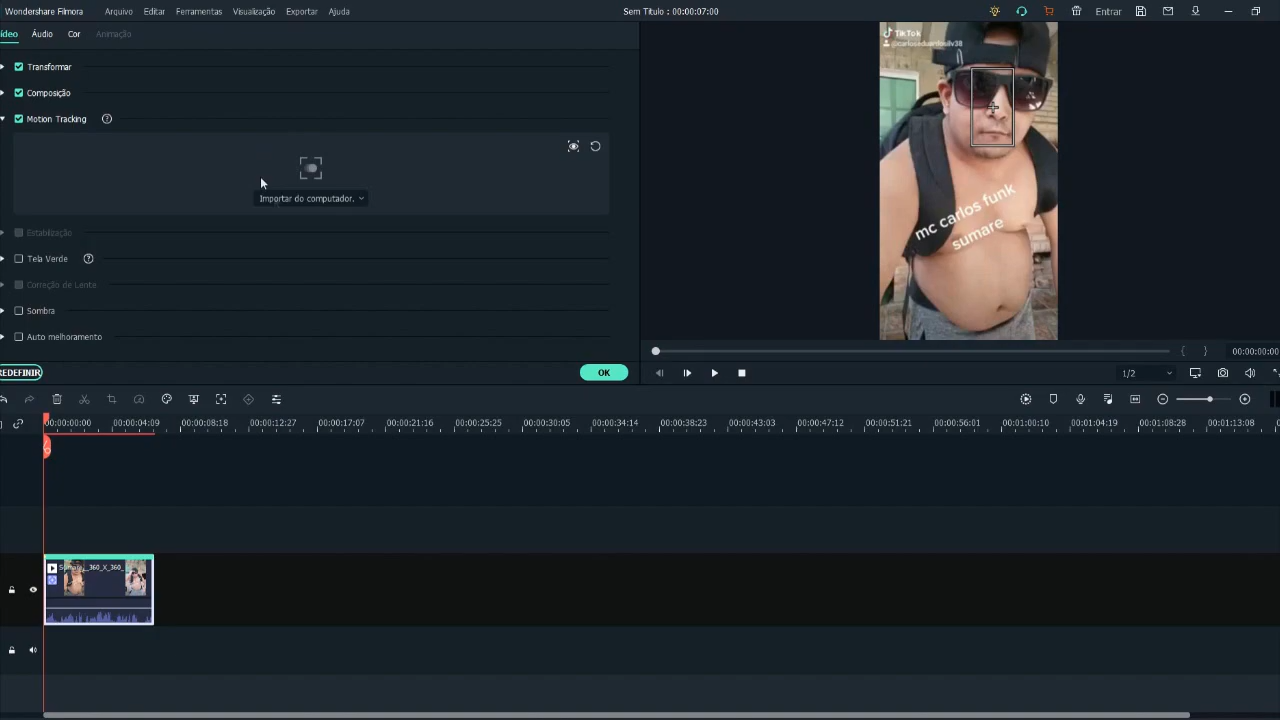 Wondershare Filmora
Arquivo
Editar
Ferramentas
Visualização
Exportar
Ajuda
Sem Título : 00:00:07:00
Entrar
Áudio
Cor
Animação
Transformar
Composição
Motion Tracking
Importar do computador.
Estabilização
Tela Verde
Correção de Lente
Sombra
Auto melhoramento
REDEFINIR
OK
TikTok
mc carlos funk
sumare
00:00:00:00
1/2
00:00:00:00
00:00:04:09
00:00:08:18
00:00:12:27
00:00:17:07
00:00:21:16
00:00:25:25
00:00:30:05
00:00:34:14
00:00:38:23
00:00:43:03
00:00:47:12
00:00:51:21
00:00:56:01
00:01:00:10
00:01:04:19
00:01:08:28
00:01:13:08